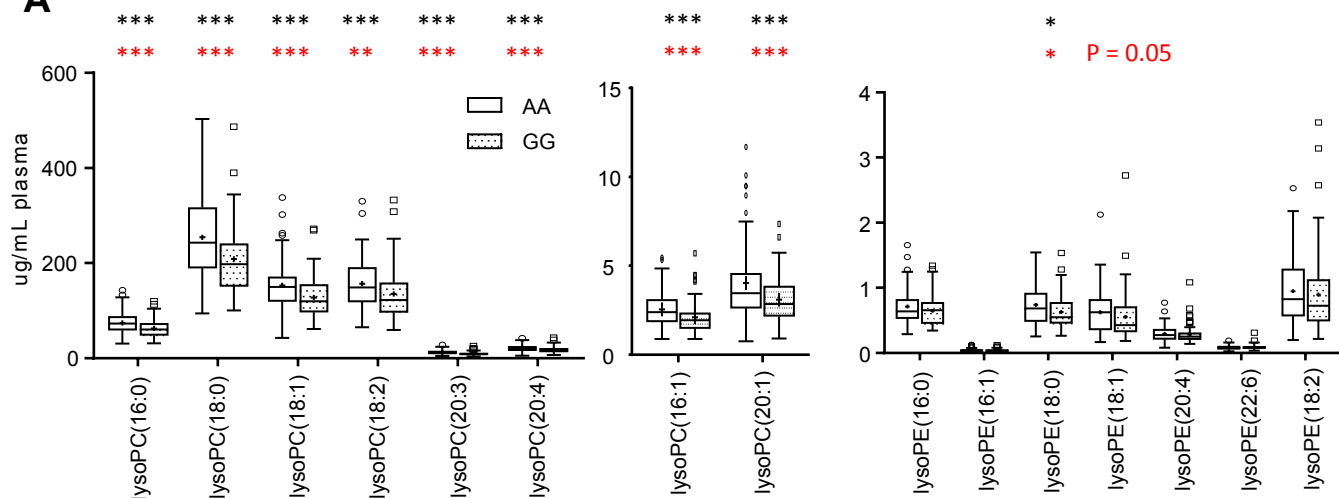 A
*** *** *** *** *** *** *** *** *
*** *** *** ** *** *** *** *** * P = 0.05
ug/mL plasma
600
400
200
0
AA
GG
15
10
5
0
4
3
2
1
0
lysoPC(16:0)
lysoPC(18:0)
lysoPC(18:1)
lysoPC(18:2)
lysoPC(20:3)
lysoPC(20:4)
lysoPC(16:1)
lysoPC(20:1)
lysoPE(16:0)
lysoPE(16:1)
lysoPE(18:0)
lysoPE(18:1)
lysoPE(20:4)
lysoPE(22:6)
lysoPE(18:2)